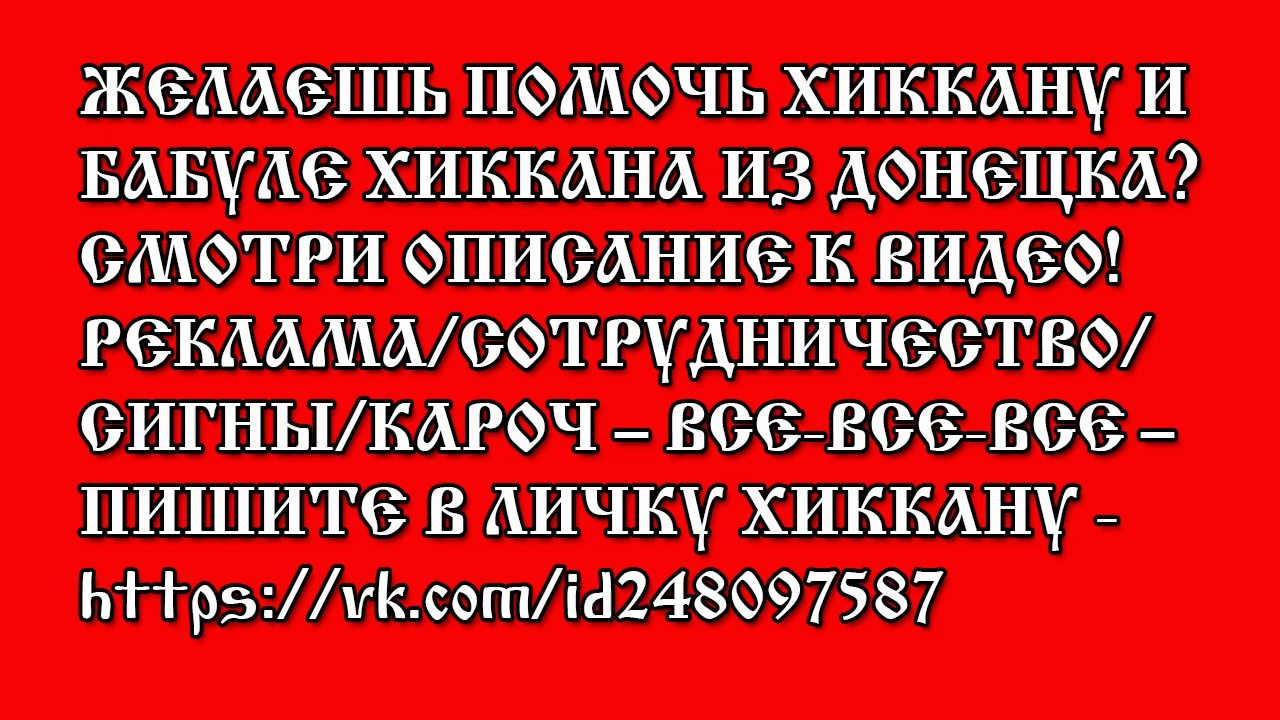 ЖЕЛАЕШЬ ПОМОЧЬ ХИККАНУ И
БАБУЛЕ ХИККАНА ИЗ ДОНЕЦКА?
СМОТРИ ОПИСАНИЕ К ВИДЕО!
РЕКЛАМА/СОТРУДНИЧЕСТВО/
СИГНЫ/КАРОЧ – ВСЕ-ВСЕ-ВСЕ –
ПИШИТЕ В ЛИЧКУ ХИККАНУ -
https://vk.com/id248097587